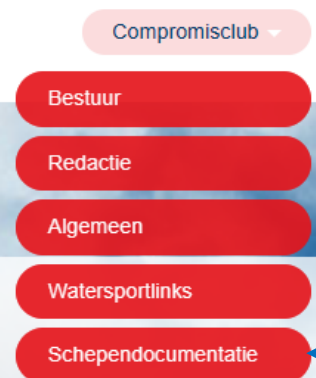 Compromisclub
Bestuur
Redactie
Algemeen
Watersportlinks
Schependocumentatie